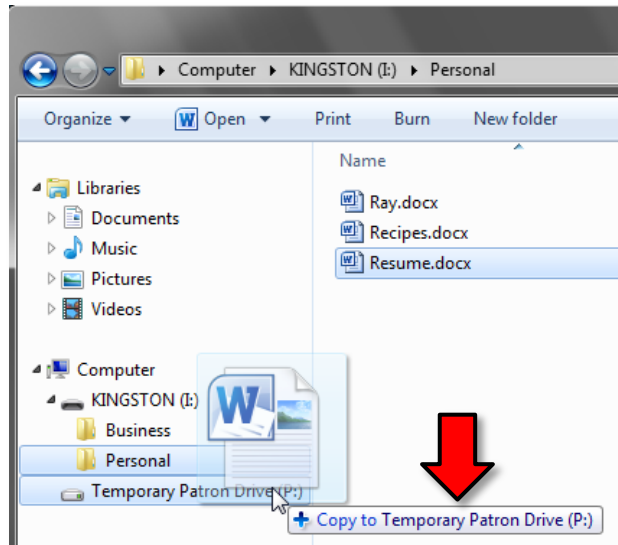 Computer ▸ KINGSTON (I:) ▸ Personal
Organize Open Print Burn New folder
Name
Libraries
Documents
Music
Pictures
Videos
Computer
KINGSTON (I:)
Business
Personal
Temporary Patron Drive (P:)
Ray.docx
Recipes.docx
Resume.docx
W
Copy to Temporary Patron Drive (P:)